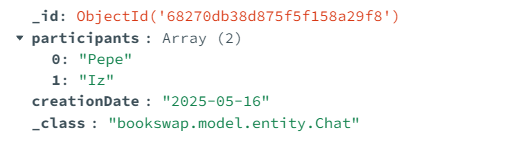 _id: ObjectId('68270db38d875f5f158a29f8')
participants: Array (2)
0: "Pepe"
1: "Iz"
creationDate: "2025-05-16"
_class: "bookswap.model.entity.Chat"